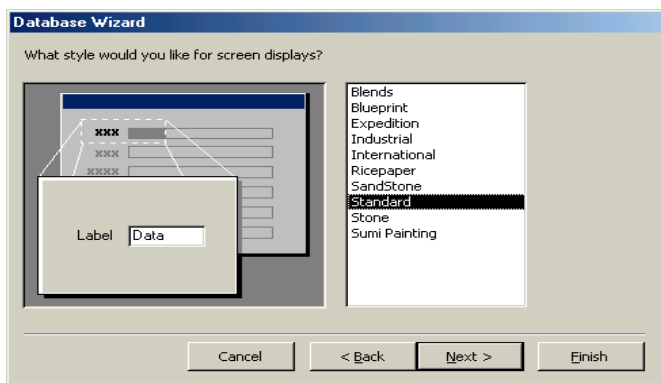 Database Wizard
What style would you like for screen displays?
xxx
xxx
xxxx
Label Data
Blends
Blueprint
Expedition
Industrial
International
Ricepaper
SandStone
Standard
Stone
Sumi Painting
Cancel < Back Next > Finish